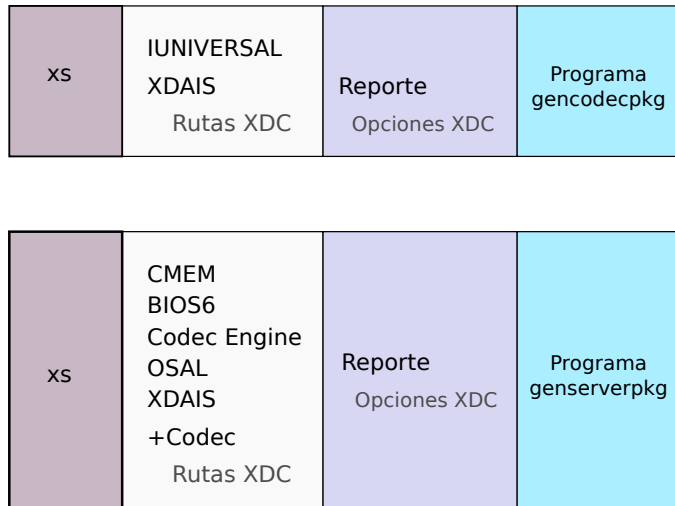 xs
IUNIVERSAL
XDAIS
Rutas XDC
Reporte
Opciones XDC
Programa
gencodecpkg
xs
CMEM
BIOS6
Codec Engine
OSAL
XDAIS
+Codec
Rutas XDC
Reporte
Opciones XDC
Programa
genserverpkg